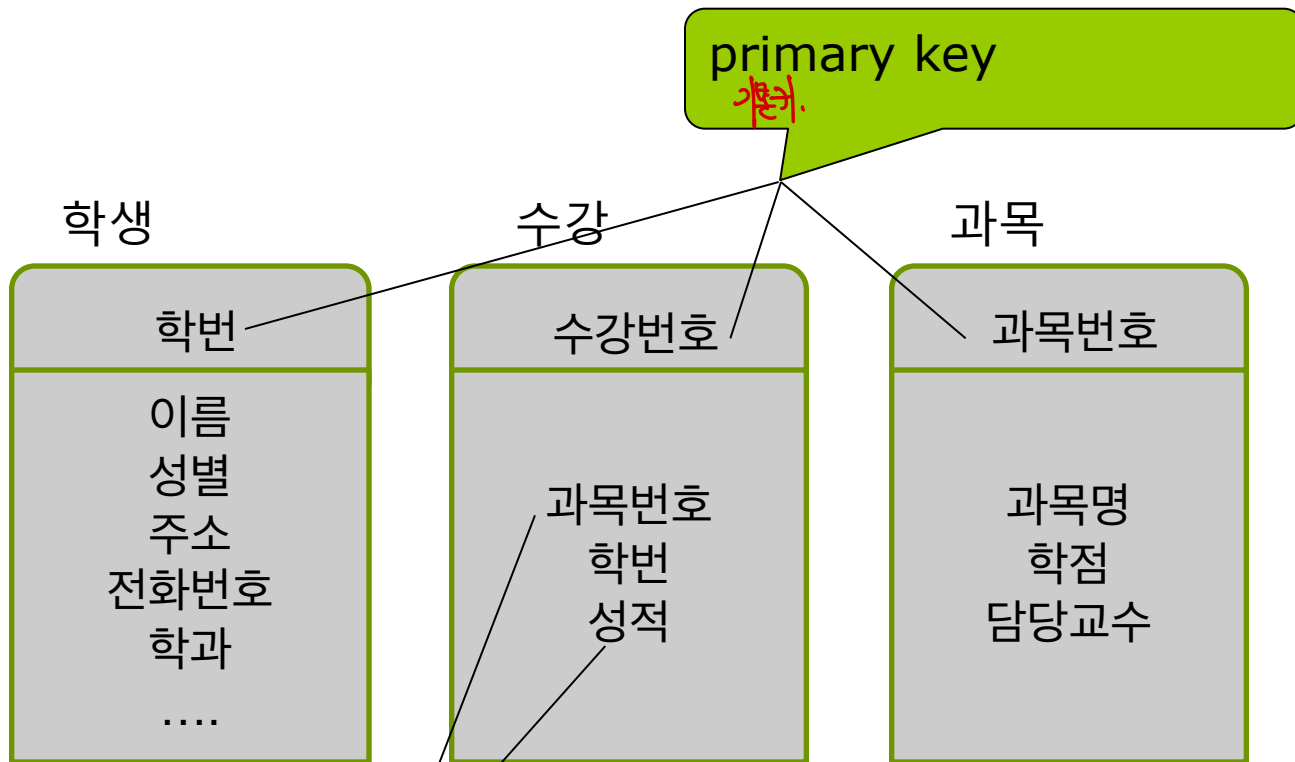 primary key
기본키.
학생
수강
과목
학번
수강번호
과목번호
이름
성별
주소
전화번호
학과
....
과목번호
학번
성적
과목명
학점
담당교수